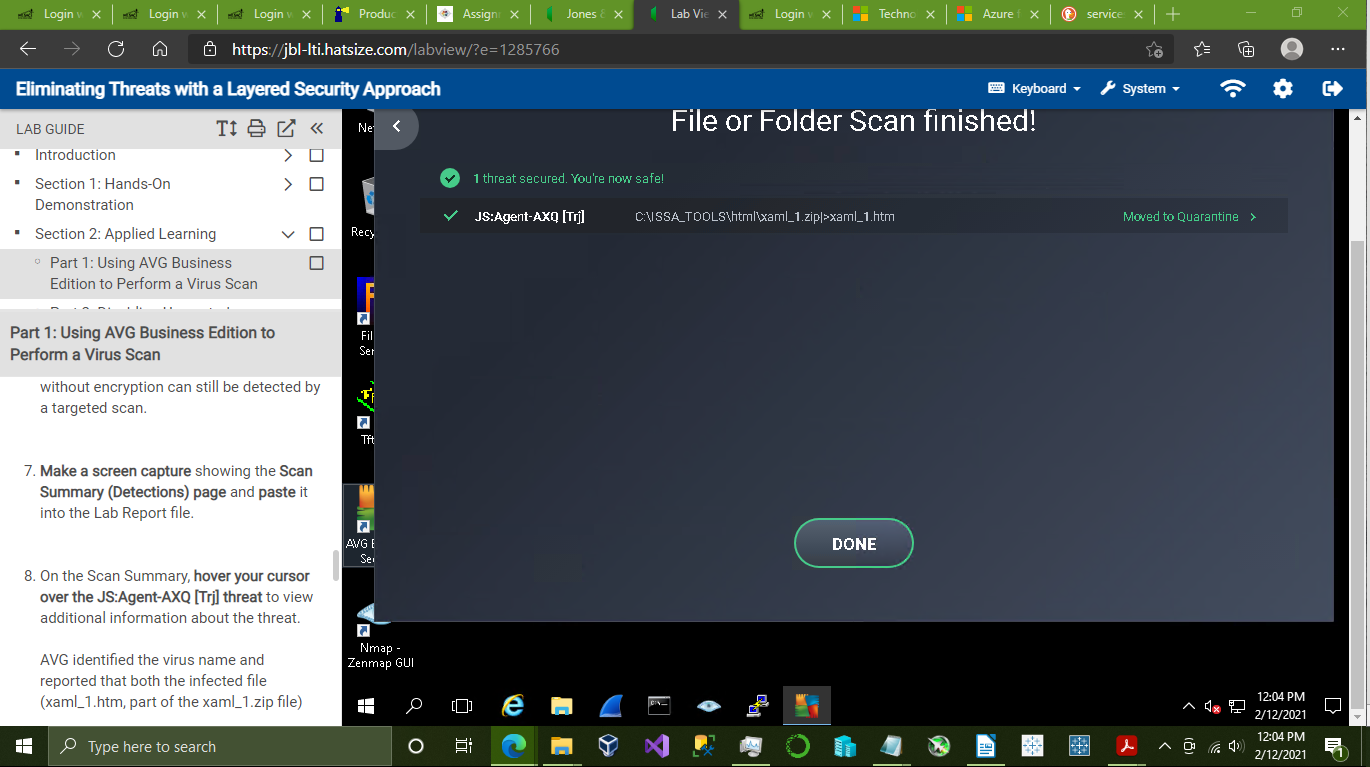 Login w
Login w
Login w
Produc
Assign
Jones &
Lab Vie
Login w
Techno
Azure
service
https://jbl-lti.hatsize.com/labview/?e=1285766
Eliminating Threats with a Layered Security Approach
Keyboard
System
LAB GUIDE
Introduction
Section 1: Hands-On
Demonstration
Section 2: Applied Learning
Part 1: Using AVG Business
Edition to Perform a Virus Scan
Part 1: Using AVG Business Edition to
Perform a Virus Scan
without encryption can still be detected by
a targeted scan.
7. Make a screen capture showing the Scan
Summary (Detections) page and paste it
into the Lab Report file.
8. On the Scan Summary, hover your cursor
over the JS:Agent-AXQ [Trj] threat to view
additional information about the threat.
AVG identified the virus name and
reported that both the infected file
(xaml_1.htm, part of the xaml_1.zip file)
Net
Recy
Fil
Ser
Tft
AVG B
Sec
Nmap -
Zenmap GUI
File or Folder Scan finished!
1 threat secured. You're now safe!
JS:Agent-AXQ [Trj]
C:\ISSA_TOOLS\html\xaml_1.zip|>xaml_1.htm
Moved to Quarantine
DONE
12:04 PM
2/12/2021
Type here to search
12:04 PM
2/12/2021
1